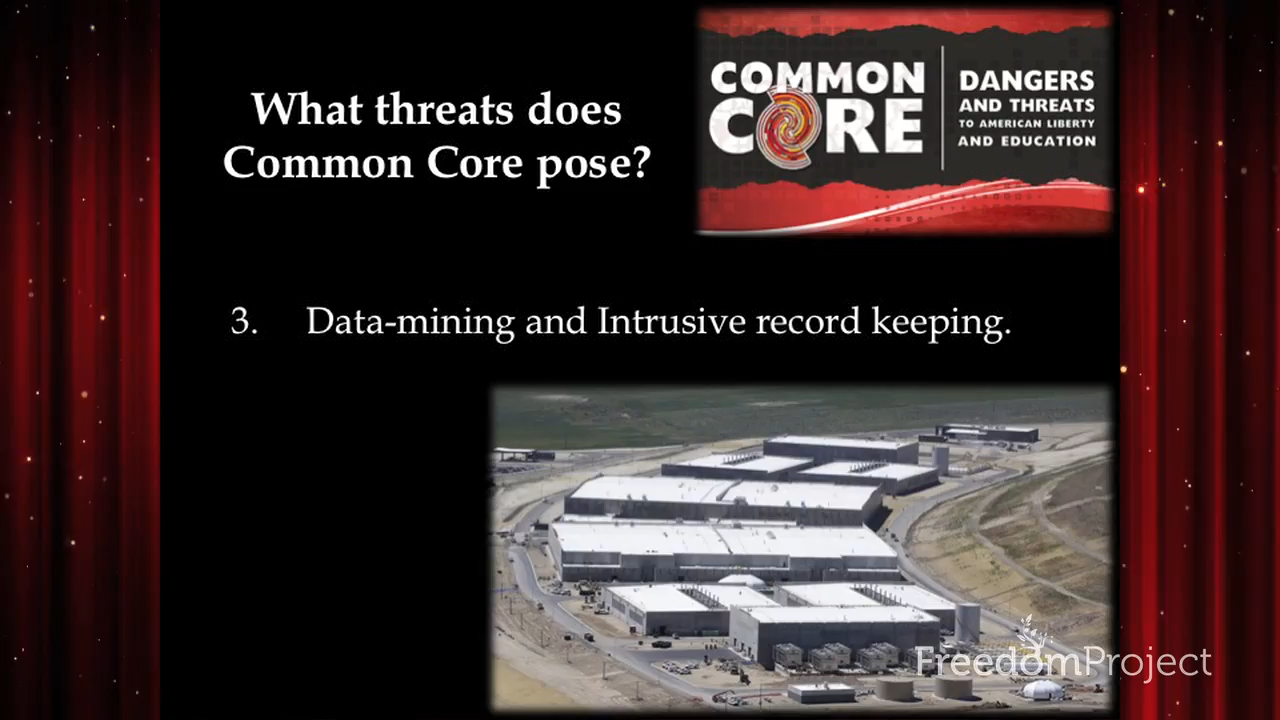 What threats does
Common Core pose?
COMMON
CORE
DANGERS
AND THREATS
TO AMERICAN LIBERTY
AND EDUCATION
3. Data-mining and Intrusive record keeping.
FreedomProject